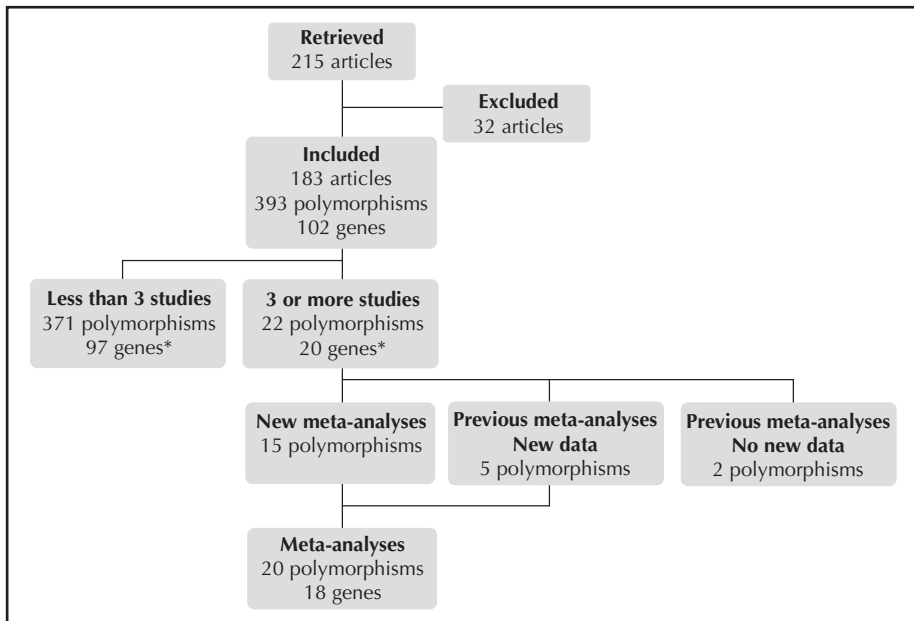 Retrieved
215 articles
Excluded
32 articles
Included
183 articles
393 polymorphisms
102 genes
Less than 3 studies
371 polymorphisms
97 genes*
3 or more studies
22 polymorphisms
20 genes*
New meta-analyses
15 polymorphisms
Previous meta-analyses
New data
5 polymorphisms
Previous meta-analyses
No new data
2 polymorphisms
Meta-analyses
20 polymorphisms
18 genes